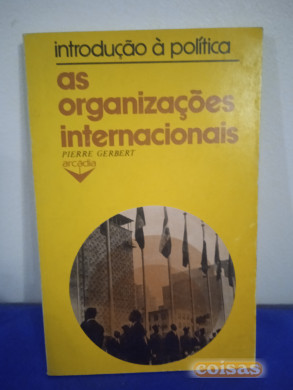 introdução à política
as
organizações
internacionais
PIERRE GERBERT
arcádia
coisas